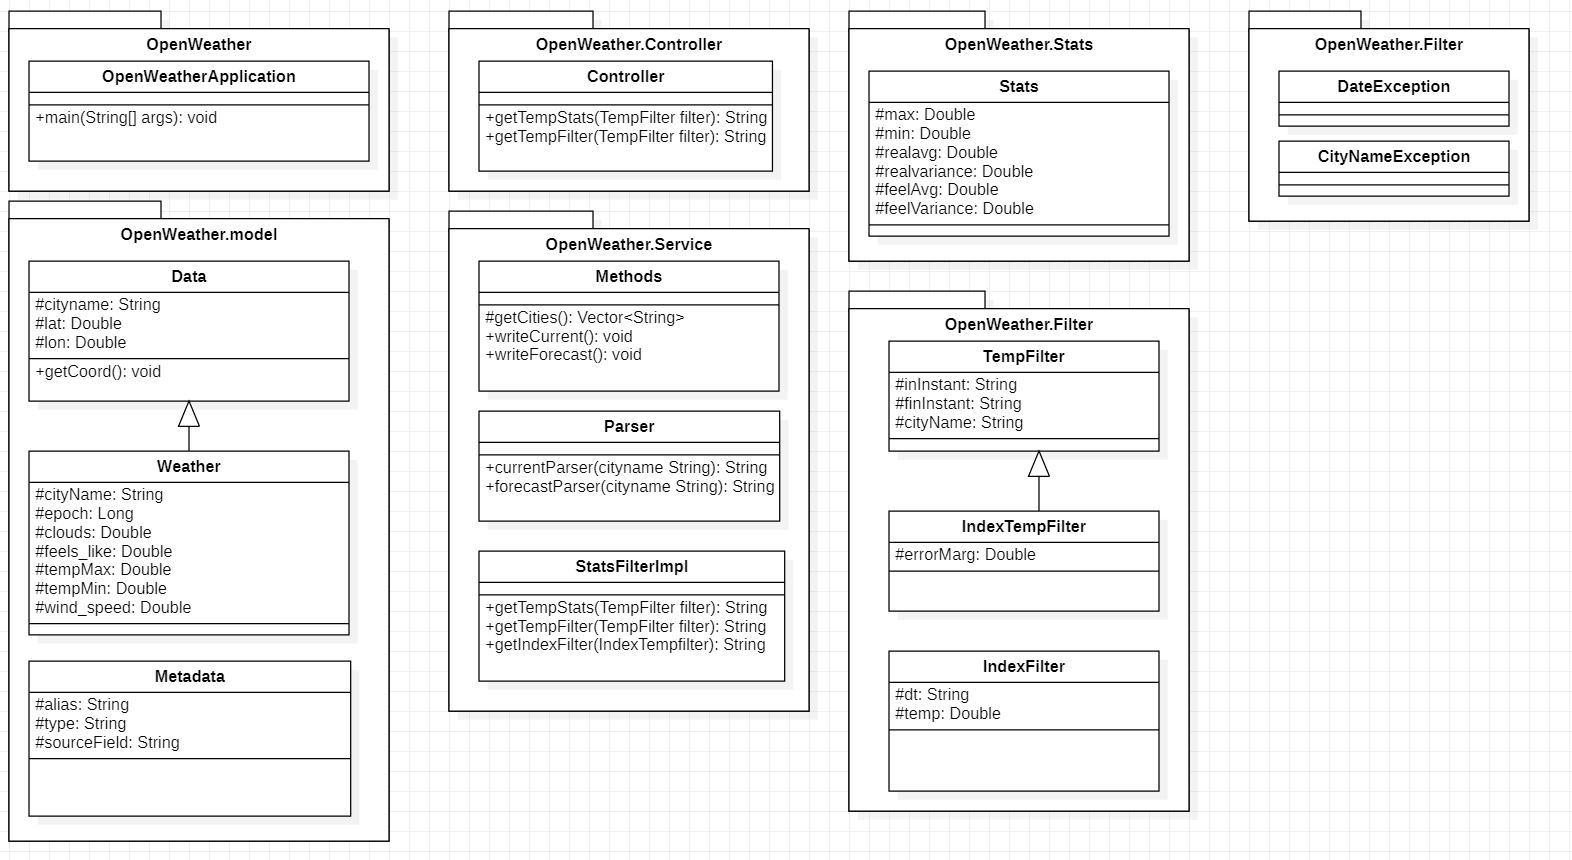 OpenWeather
OpenWeatherApplication
+main(String[] args): void
OpenWeather.model
Data
#cityname: String
#lat: Double
#lon: Double
+getCoord(): void
Weather
#cityName: String
#epoch: Long
#clouds: Double
#feels_like: Double
#tempMax: Double
#tempMin: Double
#wind_speed: Double
Metadata
#alias: String
#type: String
#sourceField: String
OpenWeather.Controller
Controller
+getTempStats(TempFilter filter): String
+getTempFilter(TempFilter filter): String
OpenWeather.Service
Methods
#getCities(): Vector<String>
+writeCurrent(): void
+writeForecast(): void
Parser
+currentParser(cityname String): String
+forecastParser(cityname String): String
StatsFilterImpl
+getTempStats(TempFilter filter): String
+getTempFilter(TempFilter filter): String
+getIndexFilter(IndexTempfilter): String
OpenWeather.Stats
Stats
#max: Double
#min: Double
#realavg: Double
#realvariance: Double
#feelAvg: Double
#feelVariance: Double
OpenWeather.Filter
TempFilter
#inInstant: String
#finInstant: String
#cityName: String
IndexTempFilter
#errorMarg: Double
IndexFilter
#dt: String
#temp: Double
OpenWeather.Filter
DateException
CityNameException